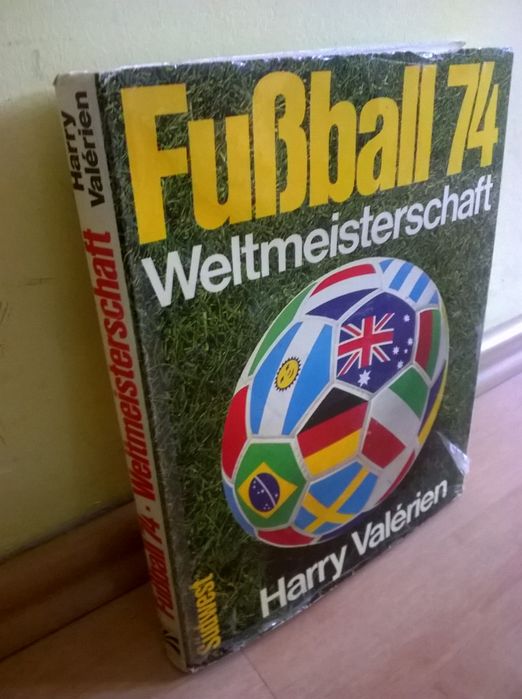 Fußball 74
Weltmeisterschaft
Harry Valérien
Südwest
Harry
Valérien
Fußball 74 · Weltmeisterschaft